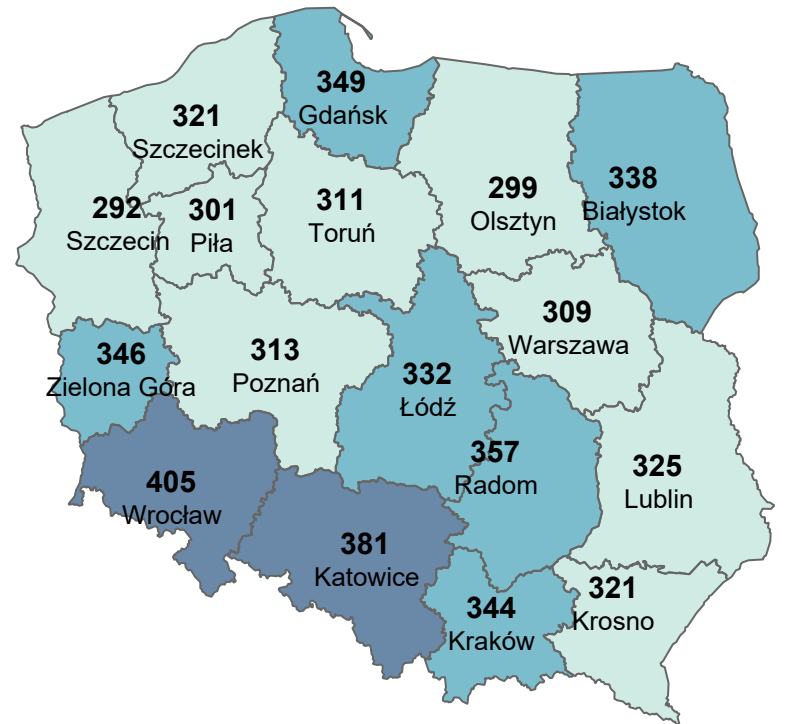 349
Gdańsk
321
Szczecinek
338
Białystok
299
Olsztyn
311
Toruń
301
Piła
292
Szczecin
309
Warszawa
346
Zielona Góra
313
Poznań
332
Łódź
357
Radom
325
Lublin
405
Wrocław
381
Katowice
344
Kraków
321
Krosno